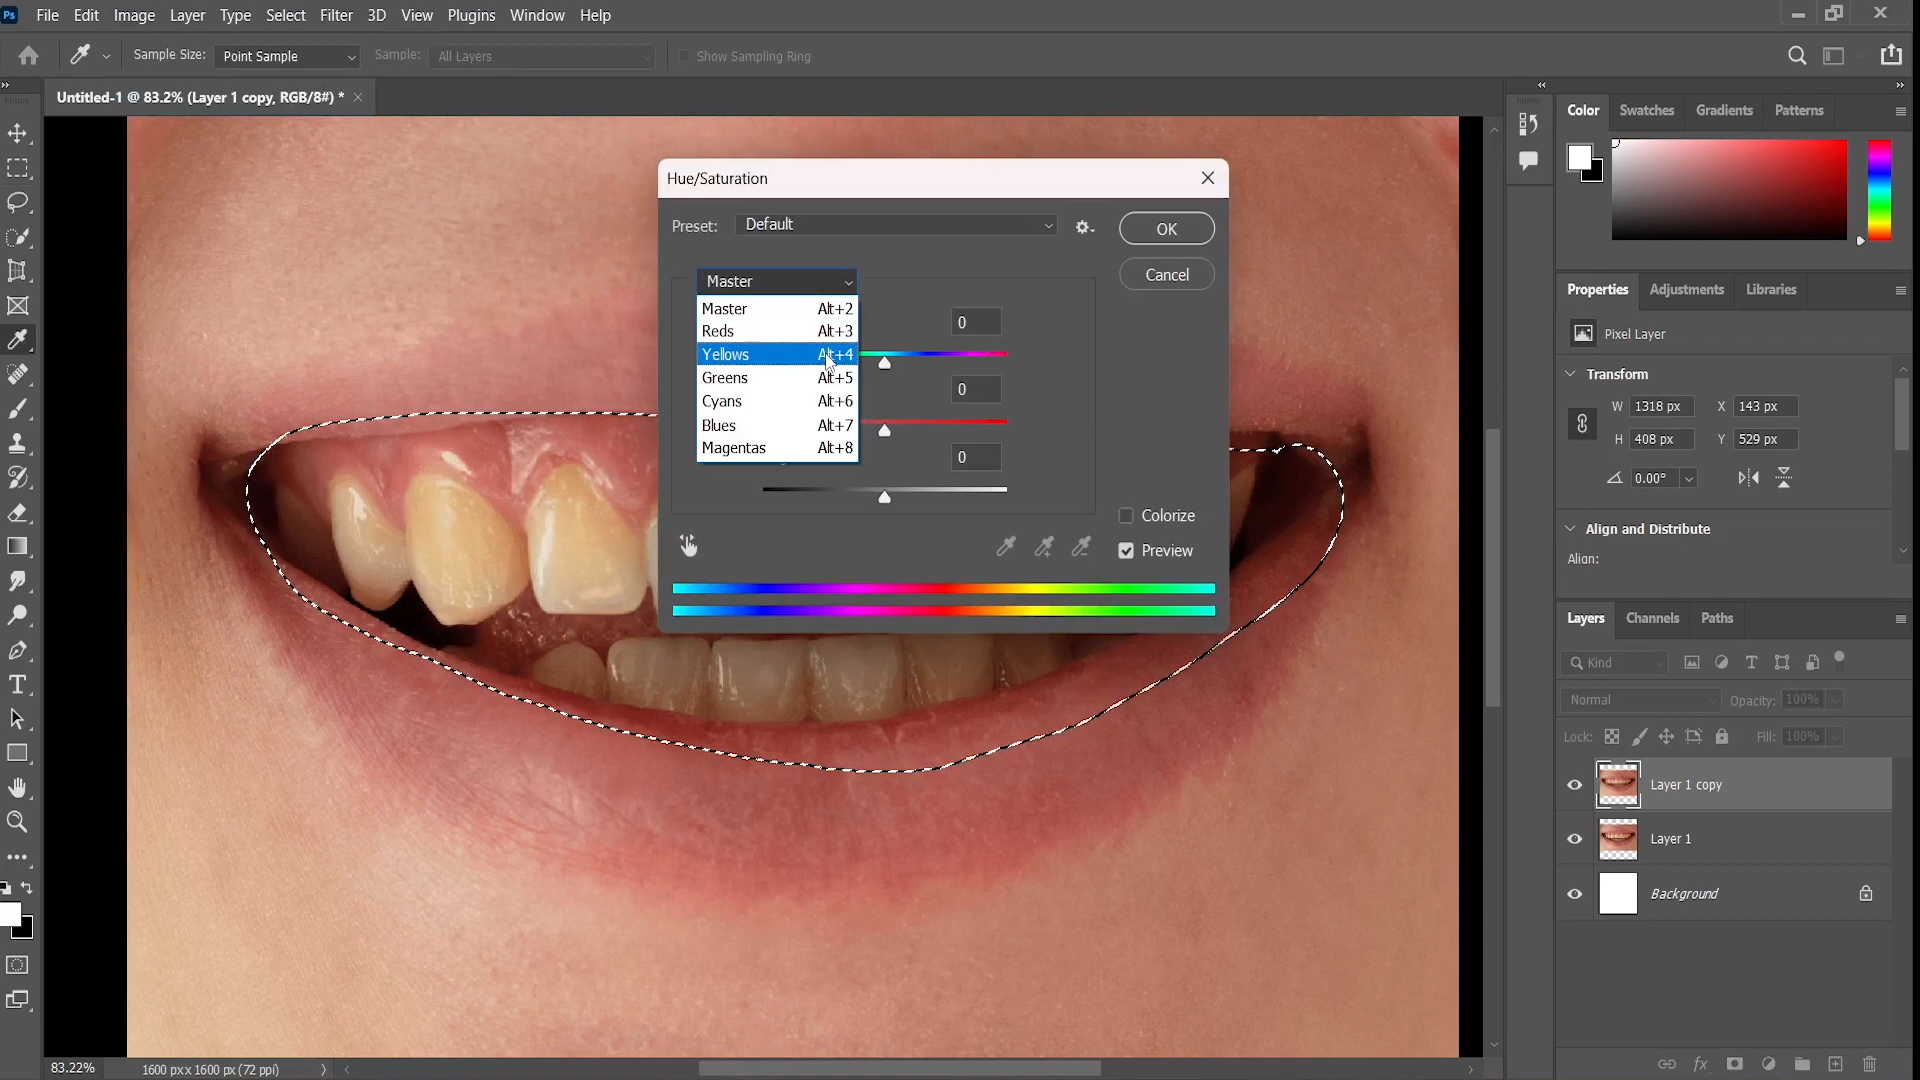 Ps File Edit Image Layer Type Select Filter 3D View Plugins Window Help
Sample Size: Point Sample Sample: All Layers Show Sampling Ring
Untitled-1 @ 83.2% (Layer 1 copy, RGB/8#) *
Hue/Saturation
Preset: Default
OK
Cancel
Master
Master Alt+2
Reds Alt+3
Yellows Alt+4
Greens Alt+5
Cyans Alt+6
Blues Alt+7
Magentas Alt+8
0
0
0
Colorize
Preview
Color Swatches Gradients Patterns
Properties Adjustments Libraries
Pixel Layer
Transform
W 1318 px X 143 px
H 408 px Y 529 px
0.00°
Align and Distribute
Align:
Layers Channels Paths
Kind
Normal Opacity: 100%
Lock: Fill: 100%
Layer 1 copy
Layer 1
Background
fx
83.22% 1600 px x 1600 px (72 ppi)